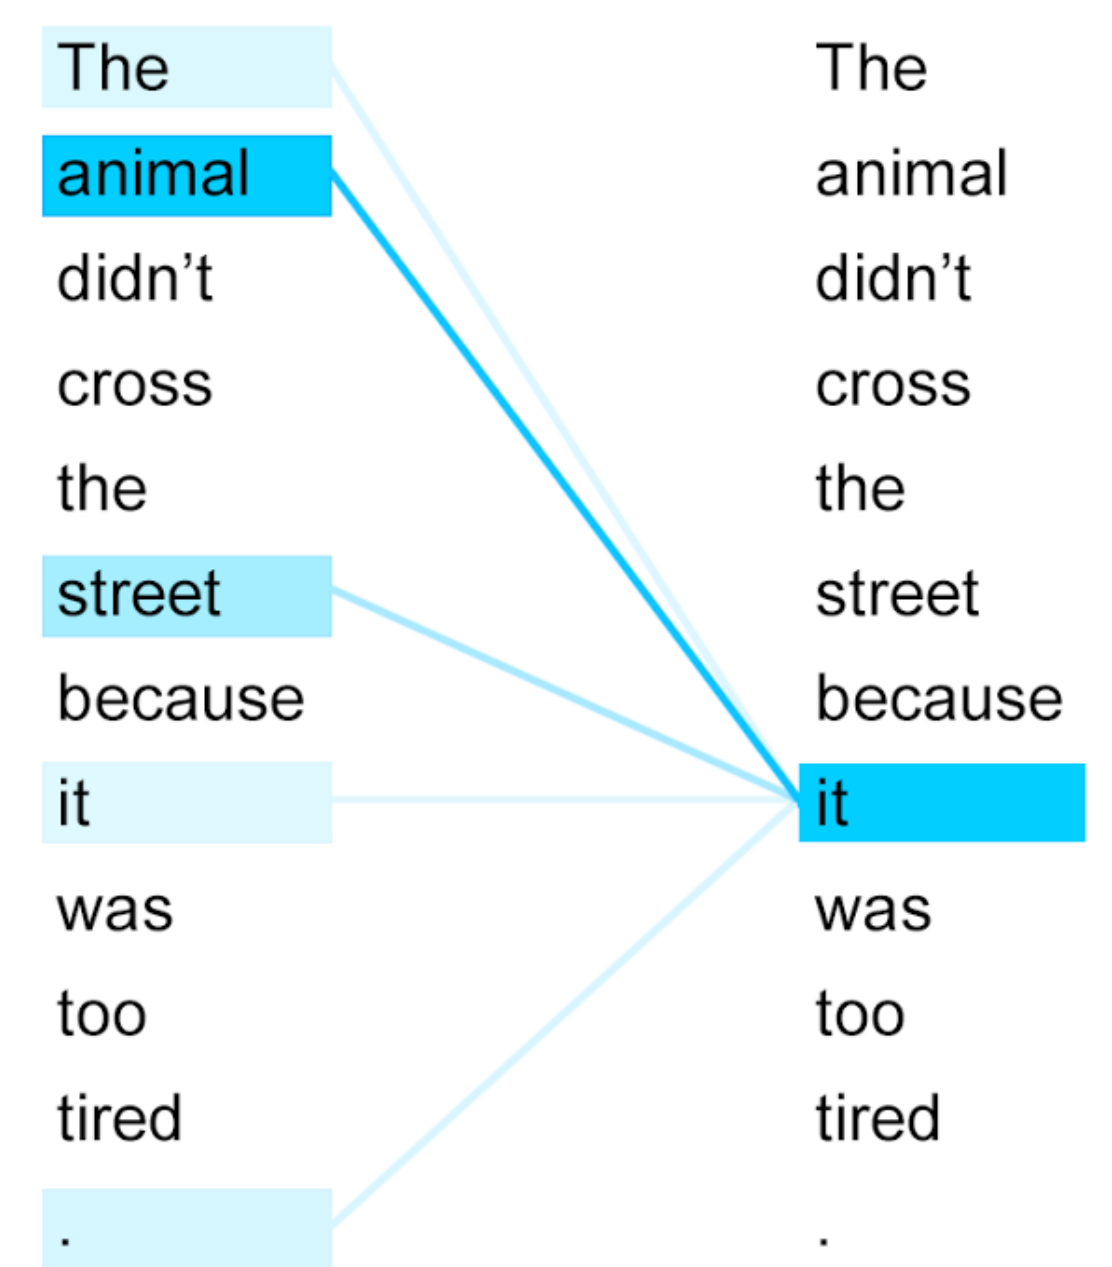 The
animal
didn’t
cross
the
street
because
it
was
too
tired
.
The
animal
didn’t
cross
the
street
because
it
was
too
tired
.